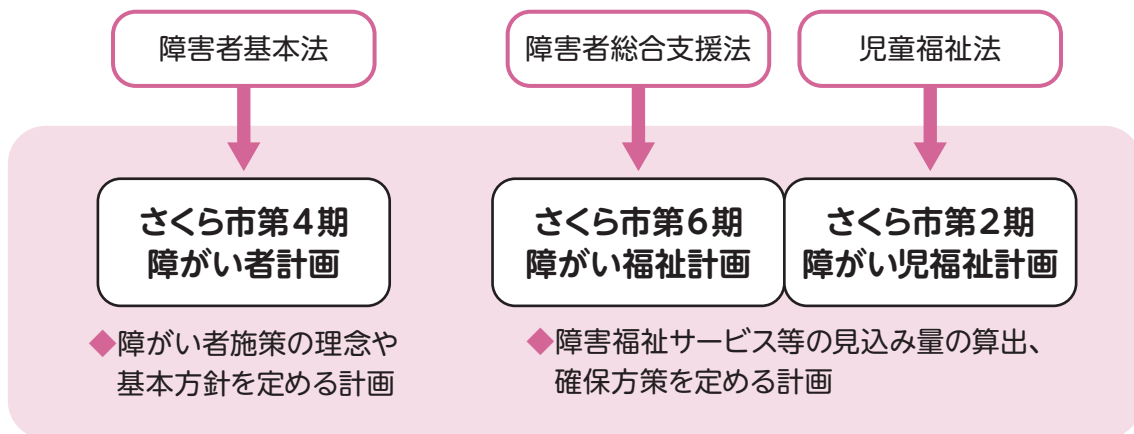 障害者基本法
障害者総合支援法
児童福祉法
さくら市第4期
障がい者計画
さくら市第6期
障がい福祉計画
さくら市第2期
障がい児福祉計画
◆障がい者施策の理念や
基本方針を定める計画
◆障害福祉サービス等の見込み量の算出、
確保方策を定める計画